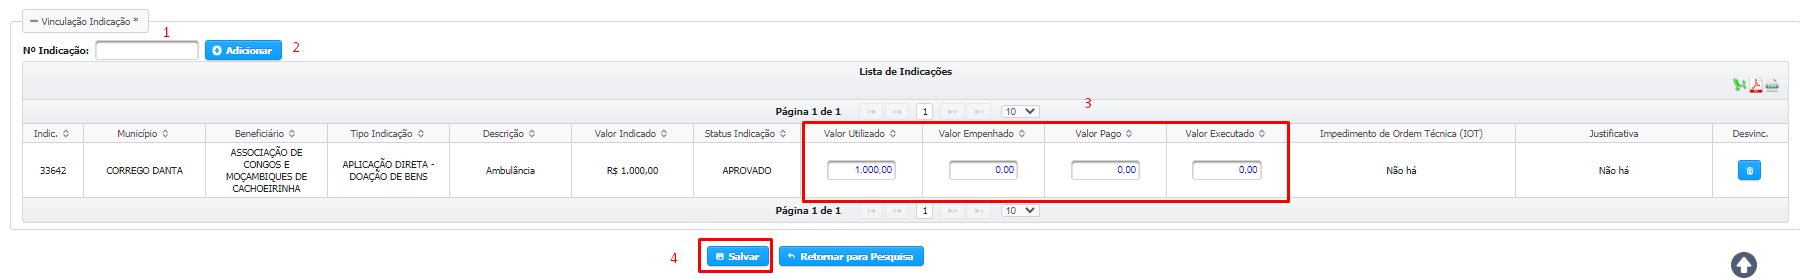 Vinculação Indicação *
1
Nº Indicação: Adicionar 2
Lista de Indicações
Página 1 de 1 1 10 3
Indic. Município Beneficiário Tipo Indicação Descrição Valor Indicado Status Indicação Valor Utilizado Valor Empenhado Valor Pago Valor Executado Impedimento de Ordem Técnica (IOT) Justificativa Desvinc.
33642 CORREGO DANTA ASSOCIAÇÃO DE CONGOS E MOÇAMBIQUES DE CACHOEIRINHA APLICAÇÃO DIRETA - DOAÇÃO DE BENS Ambulância R$ 1.000,00 APROVADO 1.000,00 0,00 0,00 0,00 Não há Não há
Página 1 de 1 1 10
4 Salvar Retornar para Pesquisa